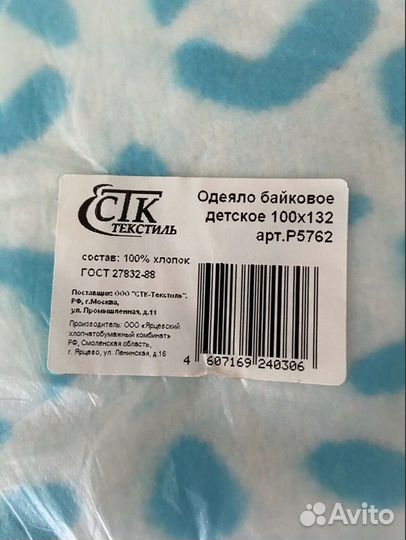 СТК
ТЕКСТИЛЬ
Одеяло байковое
детское 100x132
арт.Р5762
состав: 100% хлопок
ГОСТ 27832-88
Поставщик: ООО "СТК-Текстиль",
РФ, г.Москва,
ул. Промышленная, д.11
Производитель: ООО «Ярцевский
хлопчатобумажный комбинат»
РФ, Смоленская область,
г. Ярцево, ул. Ленинская, д.16
4 607169 240306
Avito